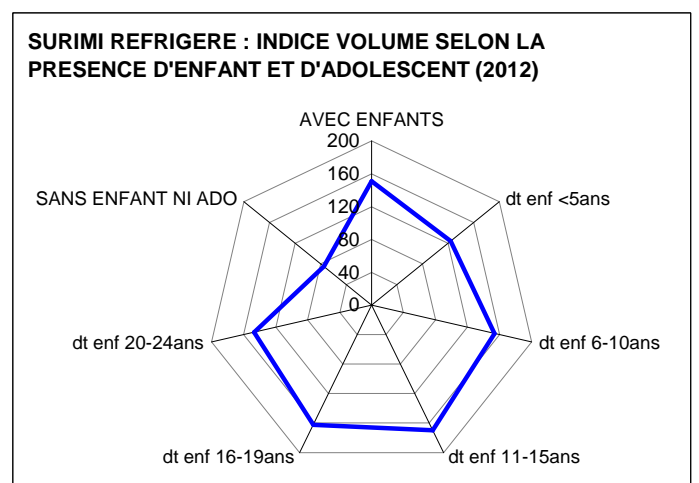 SURIMI REFRIGERE : INDICE VOLUME SELON LA
PRESENCE D'ENFANT ET D'ADOLESCENT (2012)
AVEC ENFANTS
200
160
120
80
40
0
SANS ENFANT NI ADO
dt enf <5ans
dt enf 20-24ans
dt enf 6-10ans
dt enf 16-19ans
dt enf 11-15ans